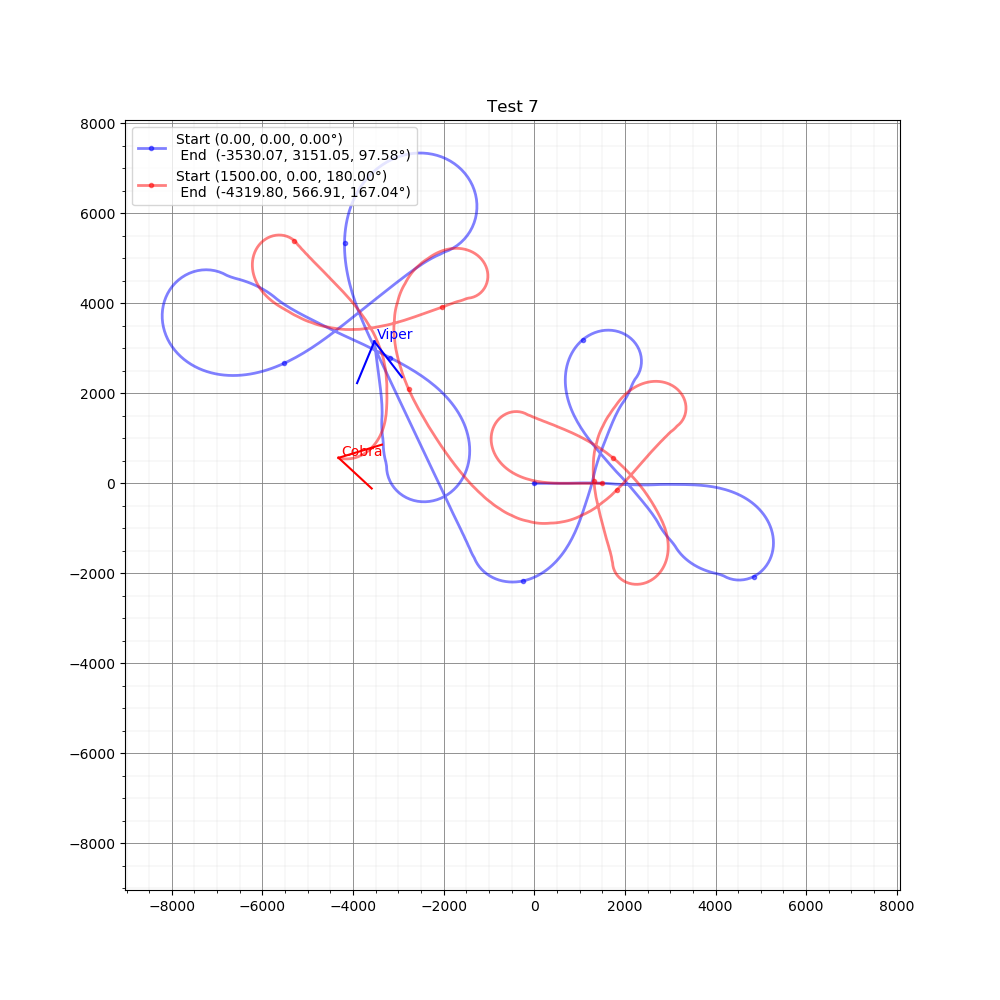 Test 7
Start (0.00, 0.00, 0.00°)
End (-3530.07, 3151.05, 97.58°)
Start (1500.00, 0.00, 180.00°)
End (-4319.80, 566.91, 167.04°)
8000
6000
4000
2000
0
−2000
−4000
−6000
−8000
Viper
Cobra
−8000 −6000 −4000 −2000 0 2000 4000 6000 8000